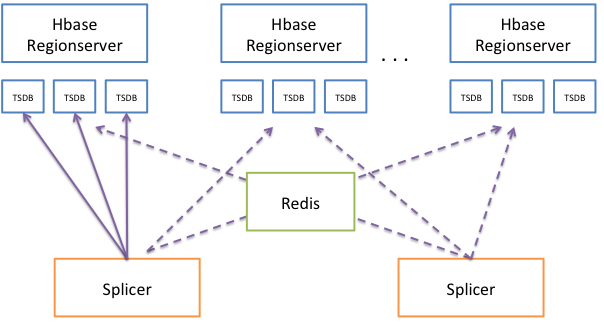 Hbase
Regionserver
Hbase
Regionserver
. . .
Hbase
Regionserver
TSDB
TSDB
TSDB
TSDB
TSDB
TSDB
TSDB
TSDB
TSDB
Redis
Splicer
Splicer